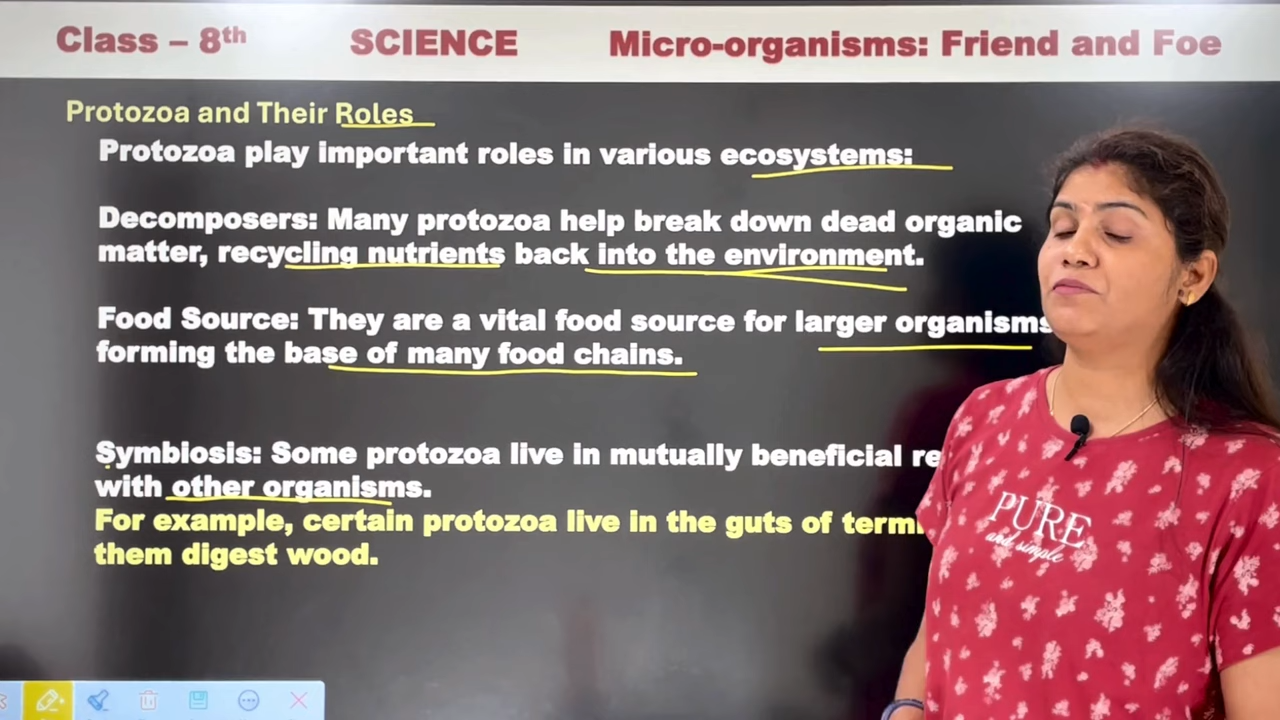 Class – 8th SCIENCE Micro-organisms: Friend and Foe
Protozoa and Their Roles
Protozoa play important roles in various ecosystems:
Decomposers: Many protozoa help break down dead organic
matter, recycling nutrients back into the environment.
Food Source: They are a vital food source for larger organisms
forming the base of many food chains.
Symbiosis: Some protozoa live in mutually beneficial
with other organisms.
For example, certain protozoa live in the guts of
them digest wood.
PURE
and simple